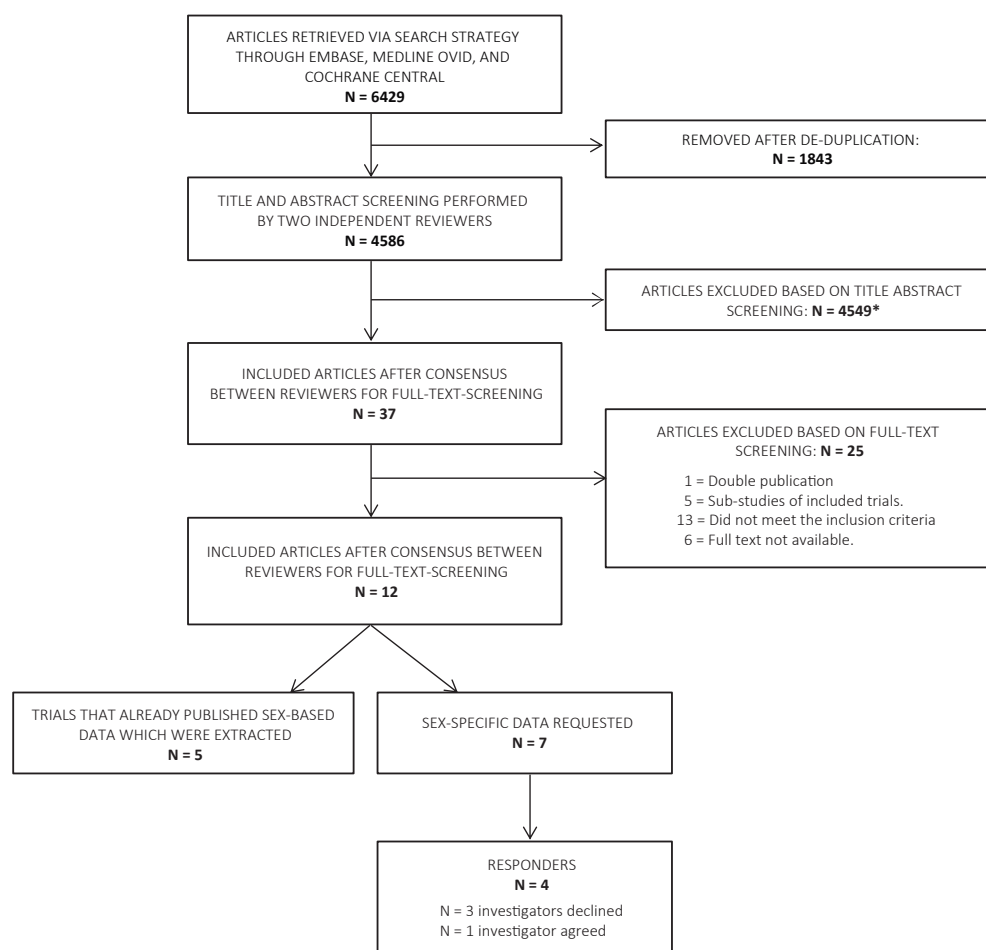 ARTICLES RETRIEVED VIA SEARCH STRATEGY
THROUGH EMBASE, MEDLINE OVID, AND
COCHRANE CENTRAL
N = 6429
REMOVED AFTER DE-DUPLICATION:
N = 1843
TITLE AND ABSTRACT SCREENING PERFORMED
BY TWO INDEPENDENT REVIEWERS
N = 4586
ARTICLES EXCLUDED BASED ON TITLE ABSTRACT
SCREENING: N = 4549*
INCLUDED ARTICLES AFTER CONSENSUS
BETWEEN REVIEWERS FOR FULL-TEXT-SCREENING
N = 37
ARTICLES EXCLUDED BASED ON FULL-TEXT
SCREENING: N = 25
1 = Double publication
5 = Sub-studies of included trials.
13 = Did not meet the inclusion criteria
6 = Full text not available.
INCLUDED ARTICLES AFTER CONSENSUS BETWEEN
REVIEWERS FOR FULL-TEXT-SCREENING
N = 12
TRIALS THAT ALREADY PUBLISHED SEX-BASED
DATA WHICH WERE EXTRACTED
N = 5
SEX-SPECIFIC DATA REQUESTED
N = 7
RESPONDERS
N = 4
N = 3 investigators declined
N = 1 investigator agreed